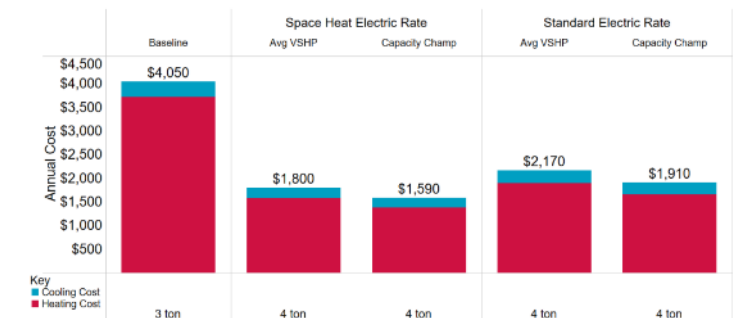 Space Heat Electric Rate Standard Electric Rate
Baseline Avg VSHP Capacity Champ Avg VSHP Capacity Champ
$4,500
$4,000
$3,500
$3,000
$2,500
$2,000
$1,500
$1,000
$500
Annual Cost
$4,050
$1,800
$1,590
$2,170
$1,910
Key
Cooling Cost
Heating Cost
3 ton 4 ton 4 ton 4 ton 4 ton